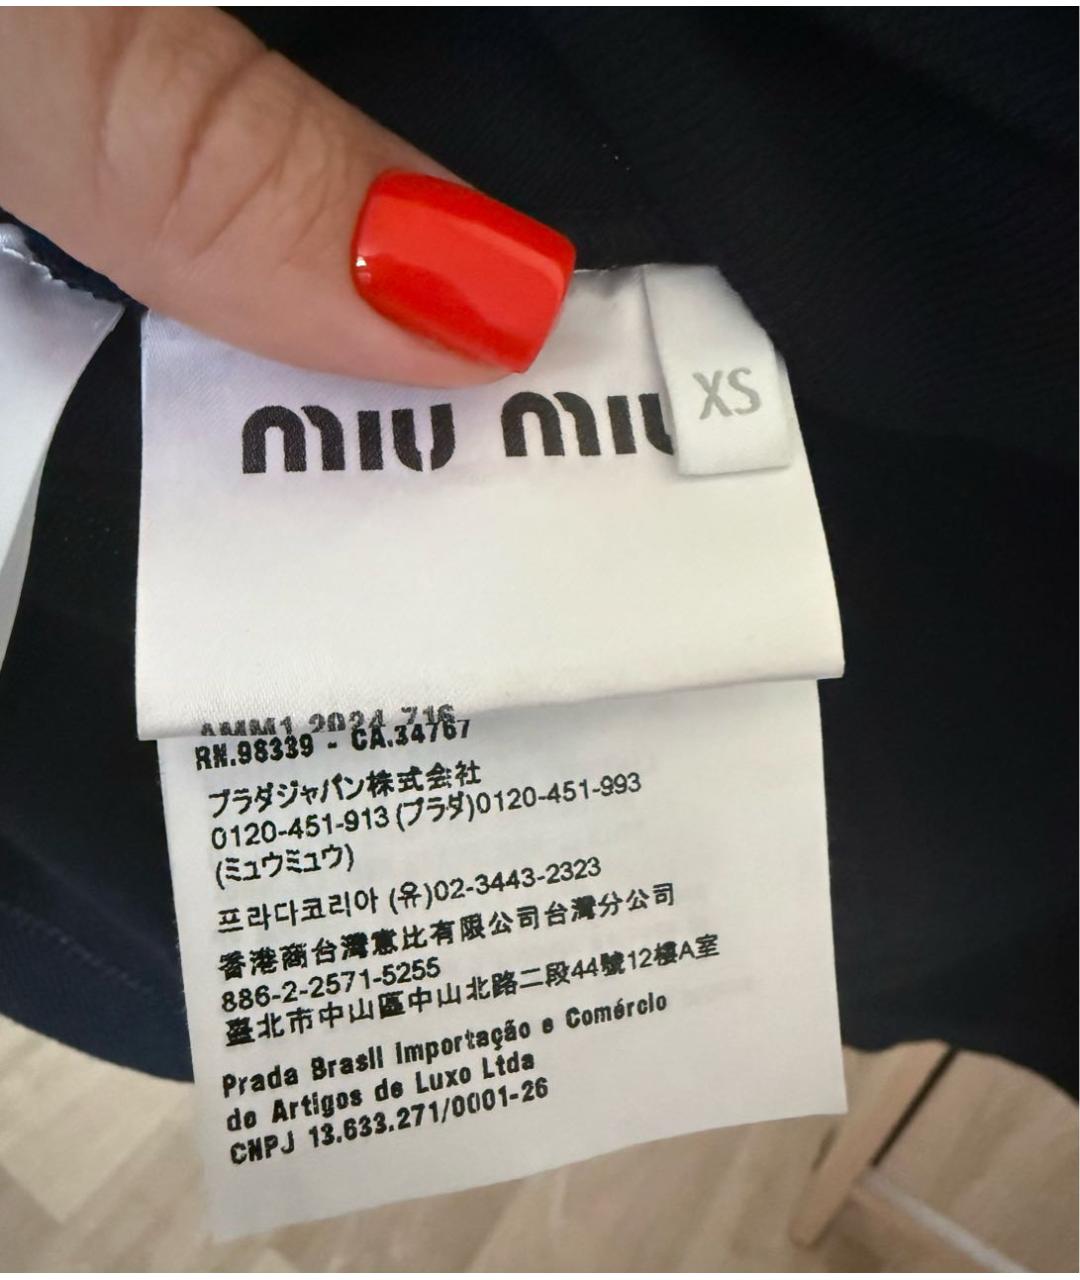 miu miu
XS
AMM1 2024 716
RN.98339 - CA.34767
プラダジャパン株式会社
0120-451-913 (プラダ)0120-451-993
(ミュウミュウ)
프라다코리아 (유)02-3443-2323
香港商台灣惠比有限公司台灣分公司
886-2-2571-5255
臺北市中山區中山北路二段44號12樓A室
Prada Brasil Importação e Comércio
de Artigos de Luxo Ltda
CNPJ 13.633.271/0001-26